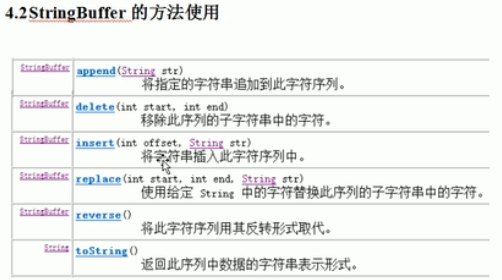 4.2StringBuffer 的方法使用
StringBuffer append(String str)
将指定的字符串追加到此字符序列。
StringBuffer delete(int start, int end)
移除此序列的子字符串中的字符。
StringBuffer insert(int offset, String str)
将字符串插入此字符序列中。
StringBuffer replace(int start, int end, String str)
使用给定 String 中的字符替换此序列的子字符串中的字符。
StringBuffer reverse()
将此字符序列用其反转形式取代。
String toString()
返回此序列中数据的字符串表示形式。